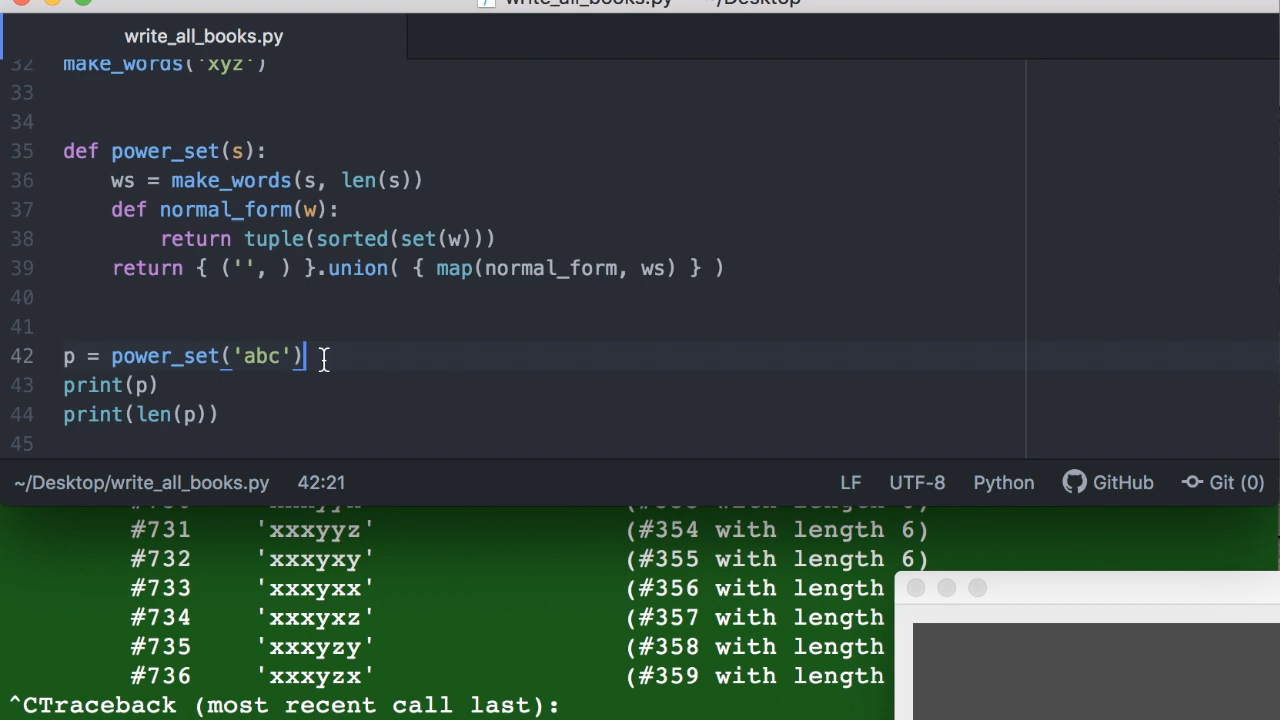 write_all_books.py — ~/Desktop
write_all_books.py
32 make_words('xyz')
33
34
35 def power_set(s):
36 ws = make_words(s, len(s))
37 def normal_form(w):
38 return tuple(sorted(set(w)))
39 return { ('', ) }.union( { map(normal_form, ws) } )
40
41
42 p = power_set('abc')
43 print(p)
44 print(len(p))
45
~/Desktop/write_all_books.py 42:21 LF UTF-8 Python GitHub Git (0)
#731 'xxxyyz' (#354 with length 6)
#732 'xxxyxy' (#355 with length 6)
#733 'xxxyxx' (#356 with length
#734 'xxxyxz' (#357 with length
#735 'xxxyzy' (#358 with length
#736 'xxxyzx' (#359 with length
^CTraceback (most recent call last):